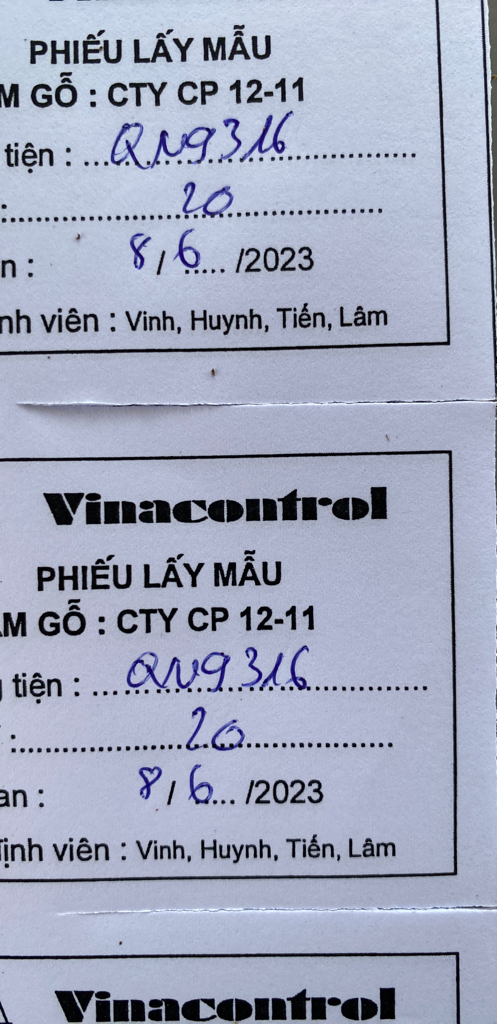 Vinacontrol
PHIẾU LẤY MẪU
M GỖ : CTY CP 12-11
tiện : ...QN9316...
:...20...
n : 8/6..... /2023
nh viên : Vinh, Huynh, Tiến, Lâm
Vinacontrol
PHIẾU LẤY MẪU
M GỖ : CTY CP 12-11
tiện : ...QN9316...
:...20...
an : 8/6... /2023
ịnh viên : Vinh, Huynh, Tiến, Lâm
Vinacontrol